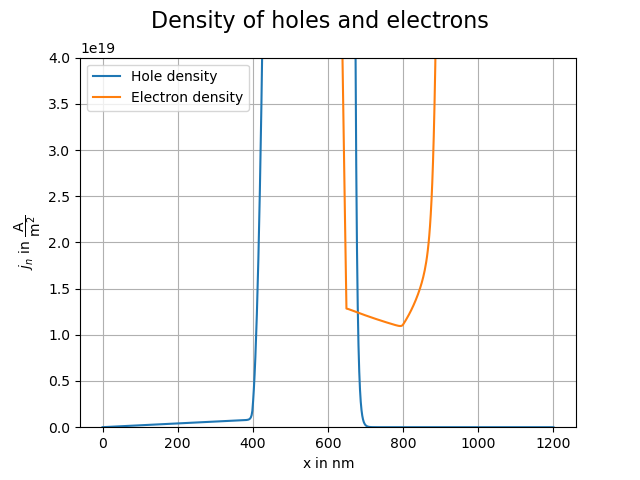 Density of holes and electrons
1e19
Hole density
Electron density
4.0
3.5
3.0
2.5
2.0
1.5
1.0
0.5
0.0
j_n in A/m²
0 200 400 600 800 1000 1200
x in nm